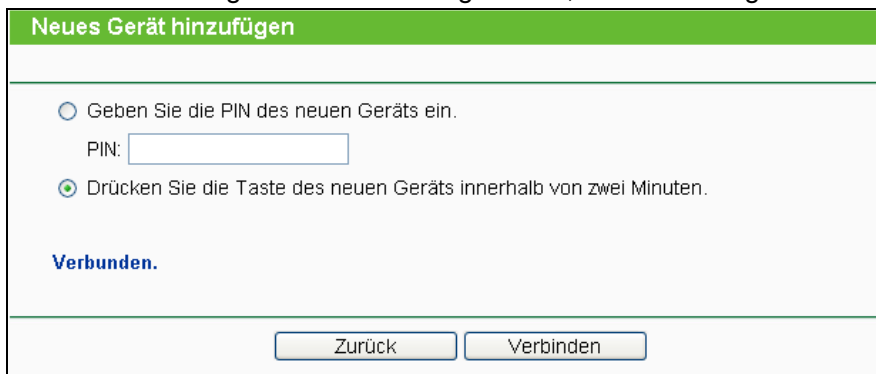 Neues Gerät hinzufügen
Geben Sie die PIN des neuen Geräts ein.
PIN:
Drücken Sie die Taste des neuen Geräts innerhalb von zwei Minuten.
Verbunden.
Zurück Verbinden